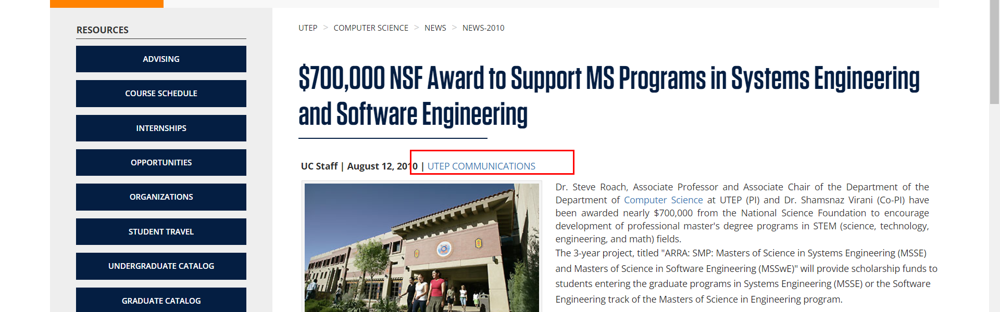 RESOURCES
ADVISING
COURSE SCHEDULE
INTERNSHIPS
OPPORTUNITIES
ORGANIZATIONS
STUDENT TRAVEL
UNDERGRADUATE CATALOG
GRADUATE CATALOG
UTEP > COMPUTER SCIENCE > NEWS > NEWS-2010
$700,000 NSF Award to Support MS Programs in Systems Engineering
and Software Engineering
UC Staff | August 12, 2010 | UTEP COMMUNICATIONS
Dr. Steve Roach, Associate Professor and Associate Chair of the Department of the
Department of Computer Science at UTEP (PI) and Dr. Shamsnaz Virani (Co-PI) have
been awarded nearly $700,000 from the National Science Foundation to encourage
development of professional master's degree programs in STEM (science, technology,
engineering, and math) fields.
The 3-year project, titled "ARRA: SMP: Masters of Science in Systems Engineering (MSSE)
and Masters of Science in Software Engineering (MSSwE)" will provide scholarship funds to
students entering the graduate programs in Systems Engineering (MSSE) or the Software
Engineering track of the Masters of Science in Engineering program.